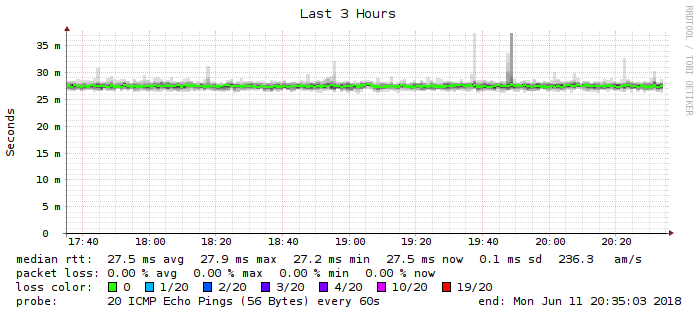 Last 3 Hours
RRDTOOL / TOBI OETIKER
Seconds
35 m
30 m
25 m
20 m
15 m
10 m
5 m
0
17:40 18:00 18:20 18:40 19:00 19:20 19:40 20:00 20:20
median rtt: 27.5 ms avg 27.9 ms max 27.2 ms min 27.5 ms now 0.1 ms sd 236.3 am/s
packet loss: 0.00 % avg 0.00 % max 0.00 % min 0.00 % now
loss color: 0 1/20 2/20 3/20 4/20 10/20 19/20
probe: 20 ICMP Echo Pings (56 Bytes) every 60s end: Mon Jun 11 20:35:03 2018